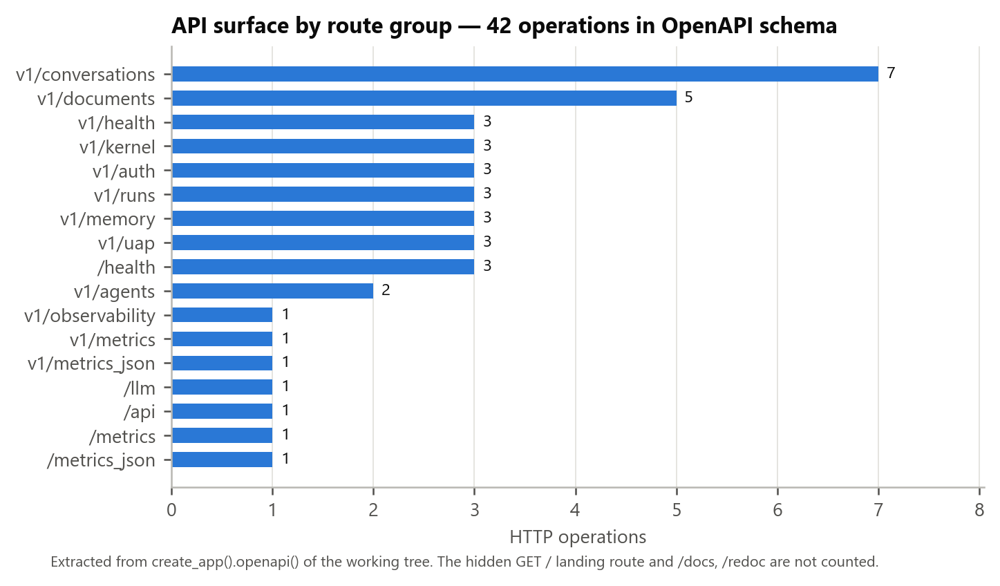 API surface by route group — 42 operations in OpenAPI schema
v1/conversations 7
v1/documents 5
v1/health 3
v1/kernel 3
v1/auth 3
v1/runs 3
v1/memory 3
v1/uap 3
/health 3
v1/agents 2
v1/observability 1
v1/metrics 1
v1/metrics_json 1
/llm 1
/api 1
/metrics 1
/metrics_json 1
0 1 2 3 4 5 6 7 8
HTTP operations
Extracted from create_app().openapi() of the working tree. The hidden GET / landing route and /docs, /redoc are not counted.